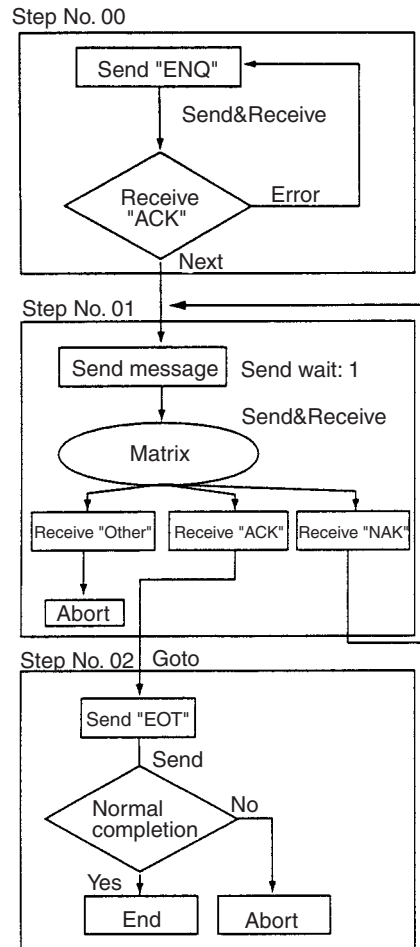 Step No. 00
Send "ENQ"
Send&Receive
Receive
"ACK"
Error
Next
Step No. 01
Send message
Send wait: 1
Send&Receive
Matrix
Receive "Other"
Receive "ACK"
Receive "NAK"
Abort
Step No. 02
Goto
Send "EOT"
Send
Normal
completion
No
Yes
End
Abort